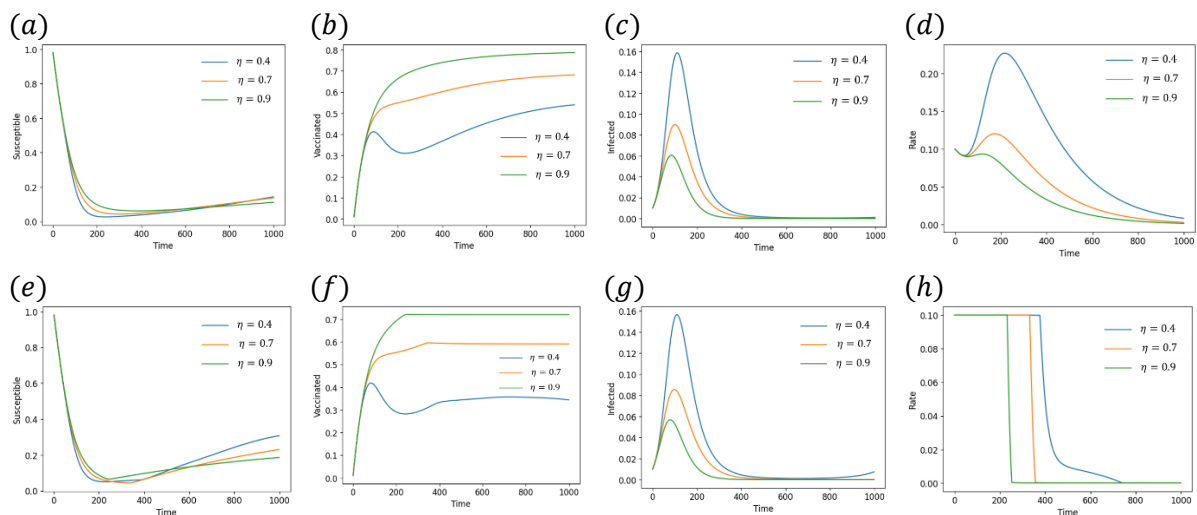 (a)
Susceptible
1.0
0.8
0.6
0.4
0.2
0.0
0 200 400 600 800 1000
Time
η = 0.4
η = 0.7
η = 0.9
(b)
Vaccinated
0.8
0.7
0.6
0.5
0.4
0.3
0.2
0.1
0.0
0 200 400 600 800 1000
Time
η = 0.4
η = 0.7
η = 0.9
(c)
Infected
0.16
0.14
0.12
0.10
0.08
0.06
0.04
0.02
0.00
0 200 400 600 800 1000
Time
η = 0.4
η = 0.7
η = 0.9
(d)
Rate
0.20
0.15
0.10
0.05
0.00
0 200 400 600 800 1000
Time
η = 0.4
η = 0.7
η = 0.9
(e)
Susceptible
1.0
0.8
0.6
0.4
0.2
0.0
0 200 400 600 800 1000
Time
η = 0.4
η = 0.7
η = 0.9
(f)
Vaccinated
0.7
0.6
0.5
0.4
0.3
0.2
0.1
0.0
0 200 400 600 800 1000
Time
η = 0.4
η = 0.7
η = 0.9
(g)
Infected
0.16
0.14
0.12
0.10
0.08
0.06
0.04
0.02
0.00
0 200 400 600 800 1000
Time
η = 0.4
η = 0.7
η = 0.9
(h)
Rate
0.10
0.08
0.06
0.04
0.02
0.00
0 200 400 600 800 1000
Time
η = 0.4
η = 0.7
η = 0.9